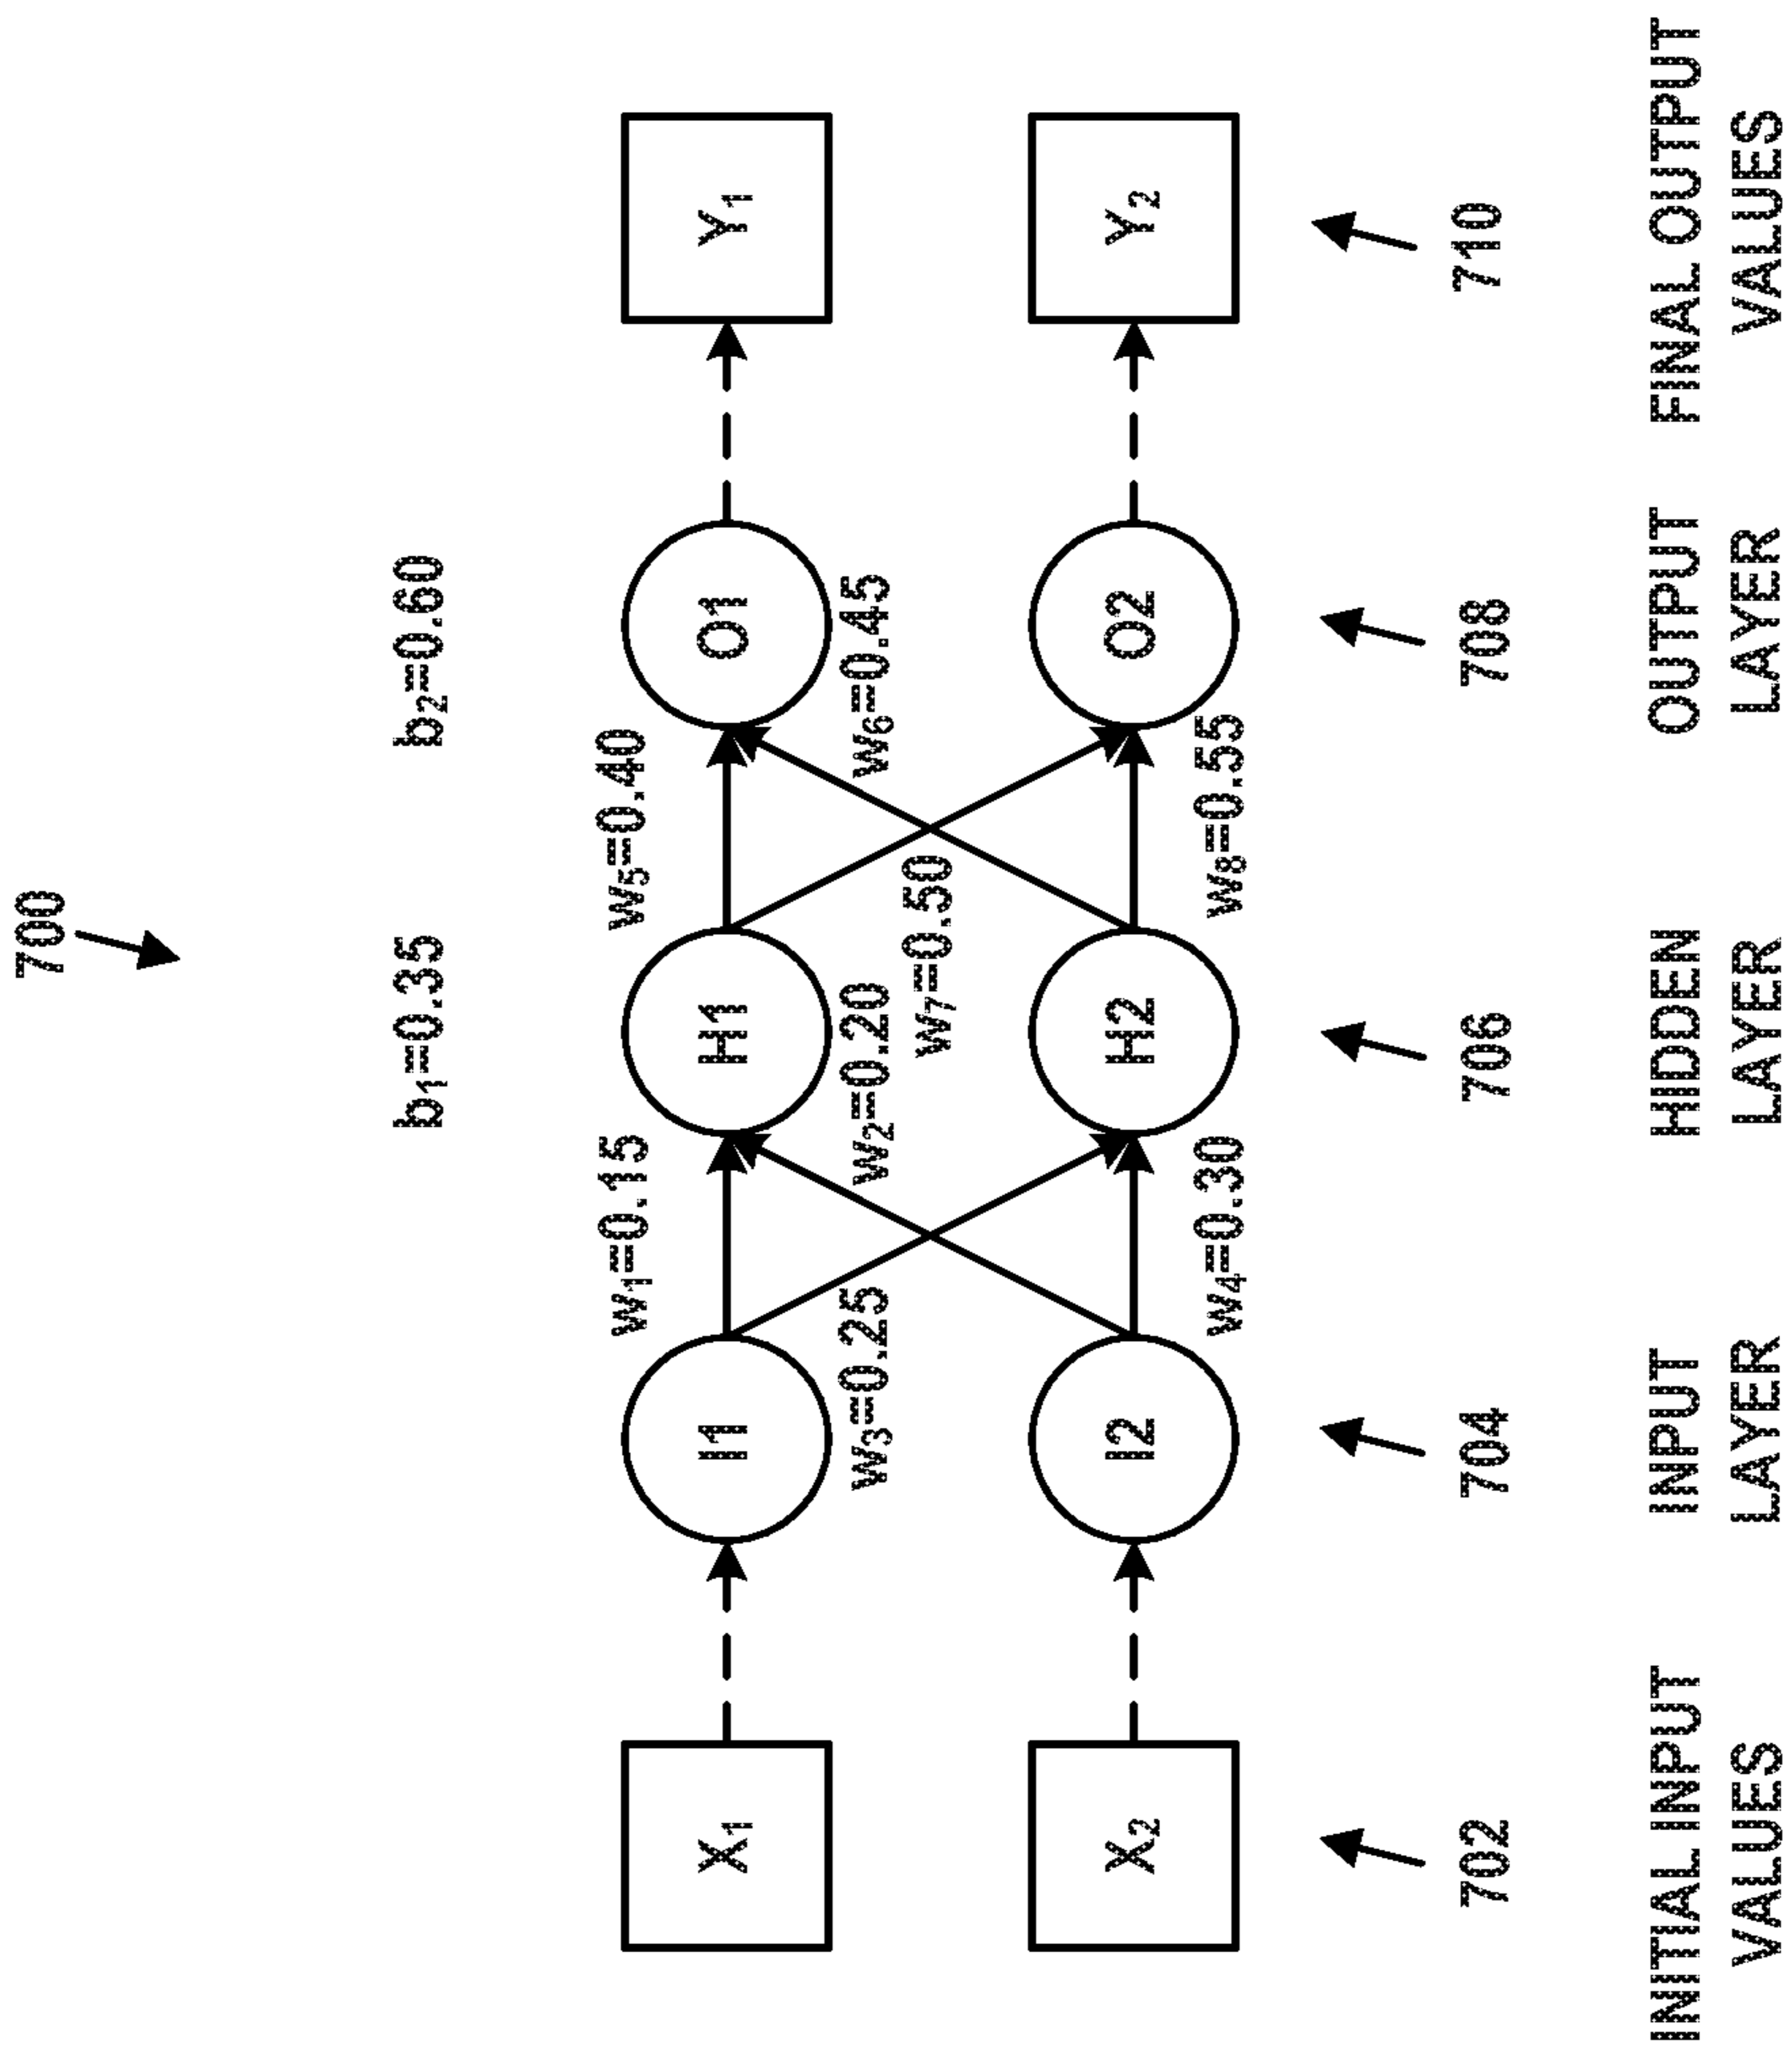 700
b₁=0.35
b₂=0.60
w₁=0.15
w₅=0.40
X₁
I1
H1
O1
Y₁
w₃=0.25
w₂=0.20
w₆=0.45
w₇=0.50
X₂
I2
H2
O2
Y₂
w₄=0.30
w₈=0.55
702
704
706
708
710
INITIAL INPUT
VALUES
INPUT
LAYER
HIDDEN
LAYER
OUTPUT
LAYER
FINAL OUTPUT
VALUES